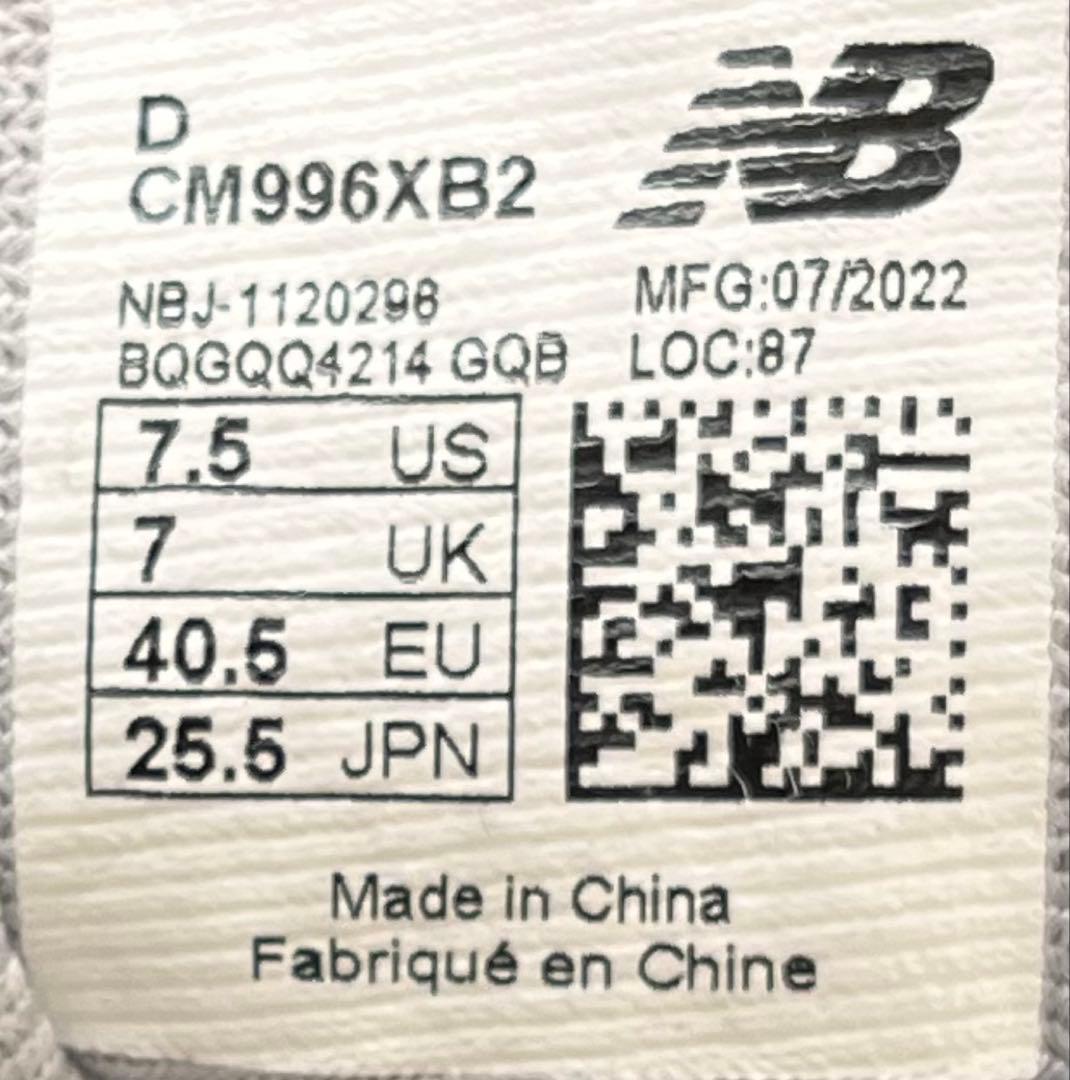 D
NB
CM996XB2
NBJ-1120298
MFG:07/2022
BQGQQ4214 GQB
LOC:87
7.5 US
7 UK
40.5 EU
25.5 JPN
Made in China
Fabriqué en Chine